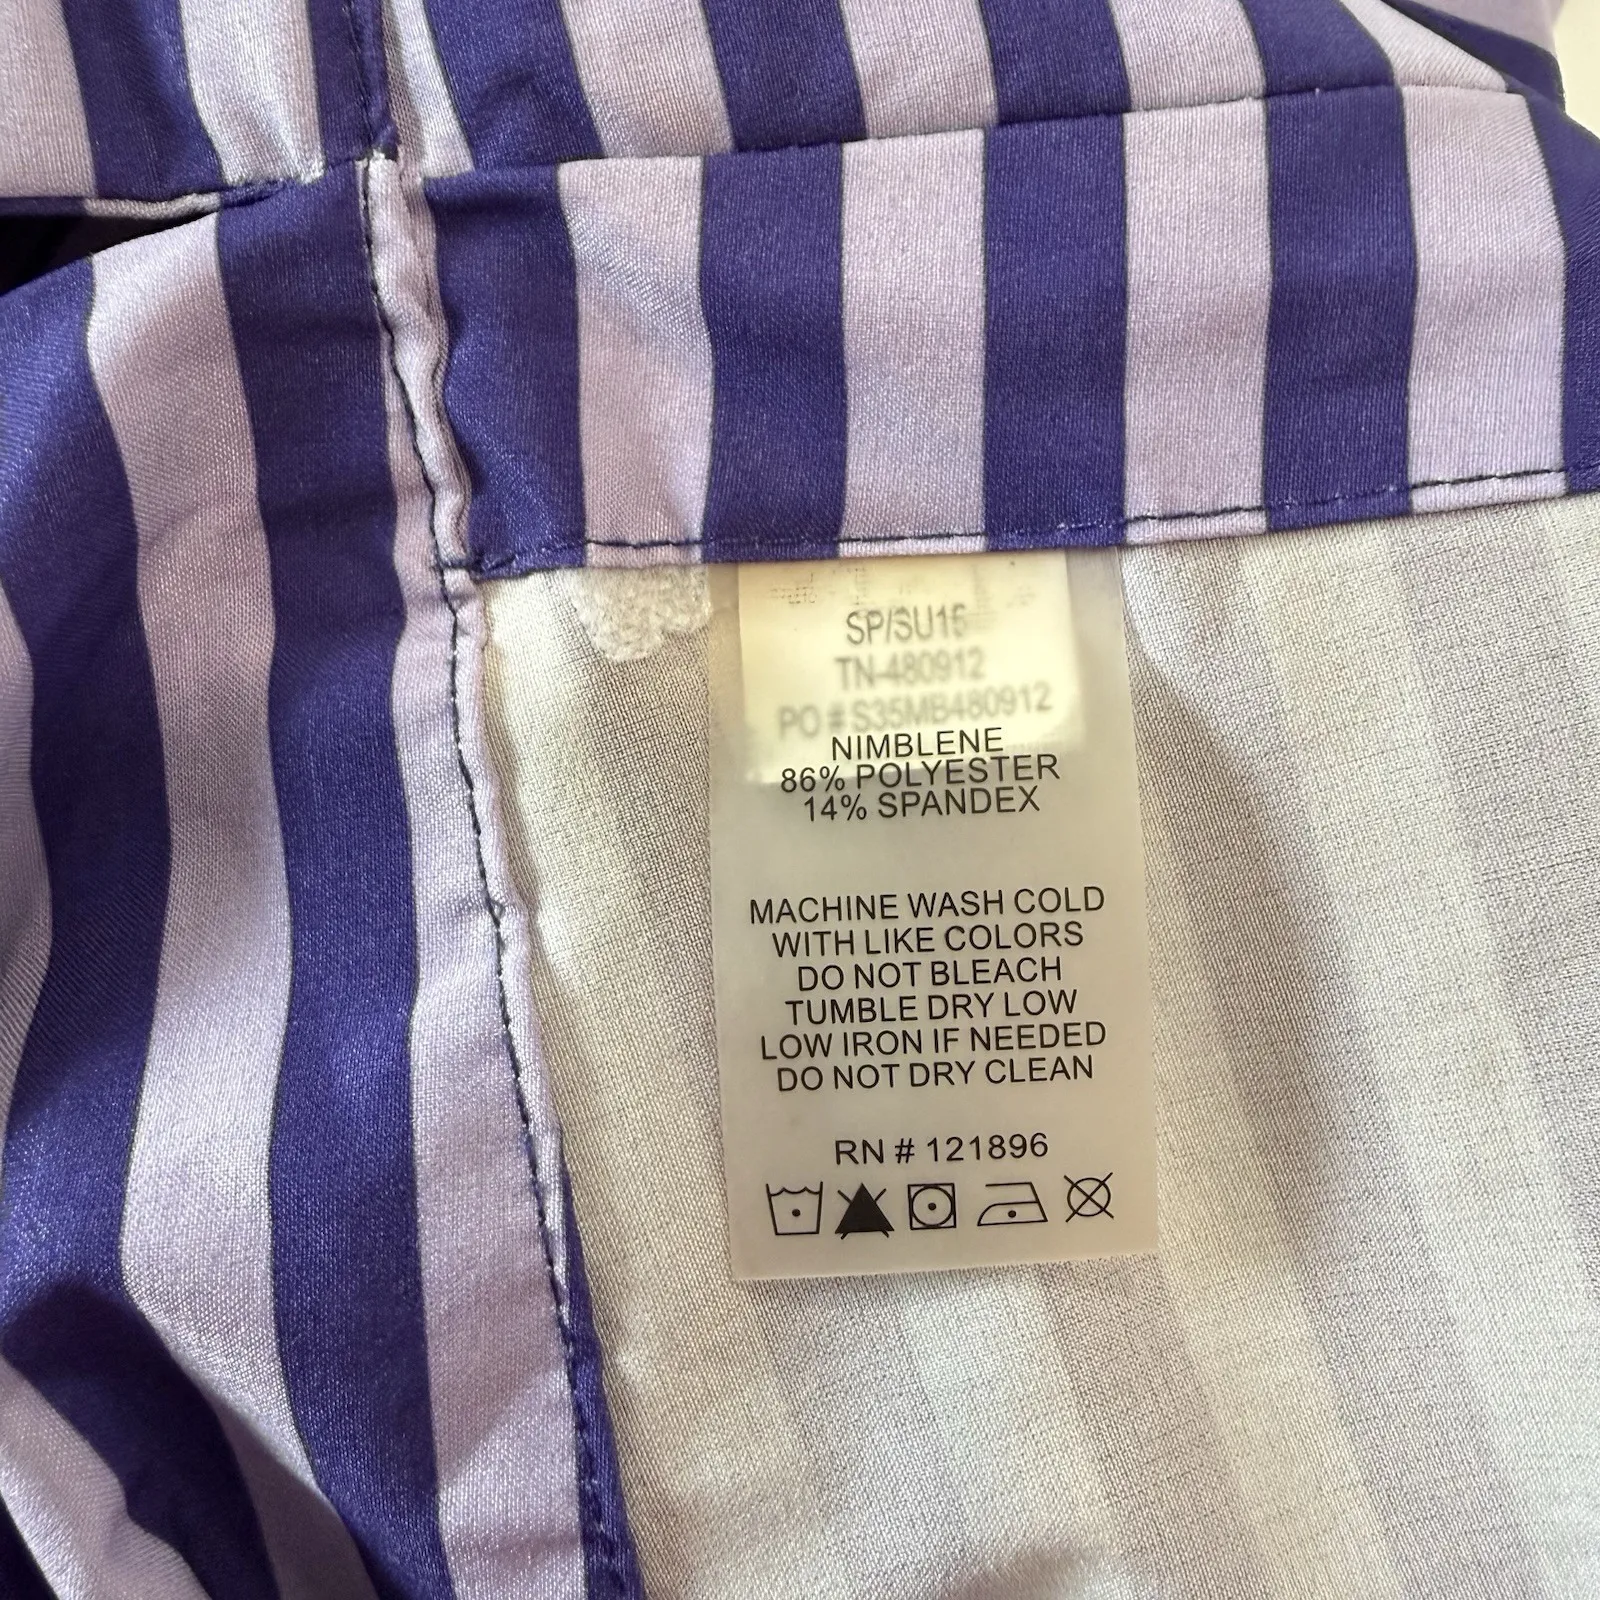 SP/SU16
TN-480912
PO # S35MB480912
NIMBLENE
86% POLYESTER
14% SPANDEX
MACHINE WASH COLD
WITH LIKE COLORS
DO NOT BLEACH
TUMBLE DRY LOW
LOW IRON IF NEEDED
DO NOT DRY CLEAN
RN # 121896